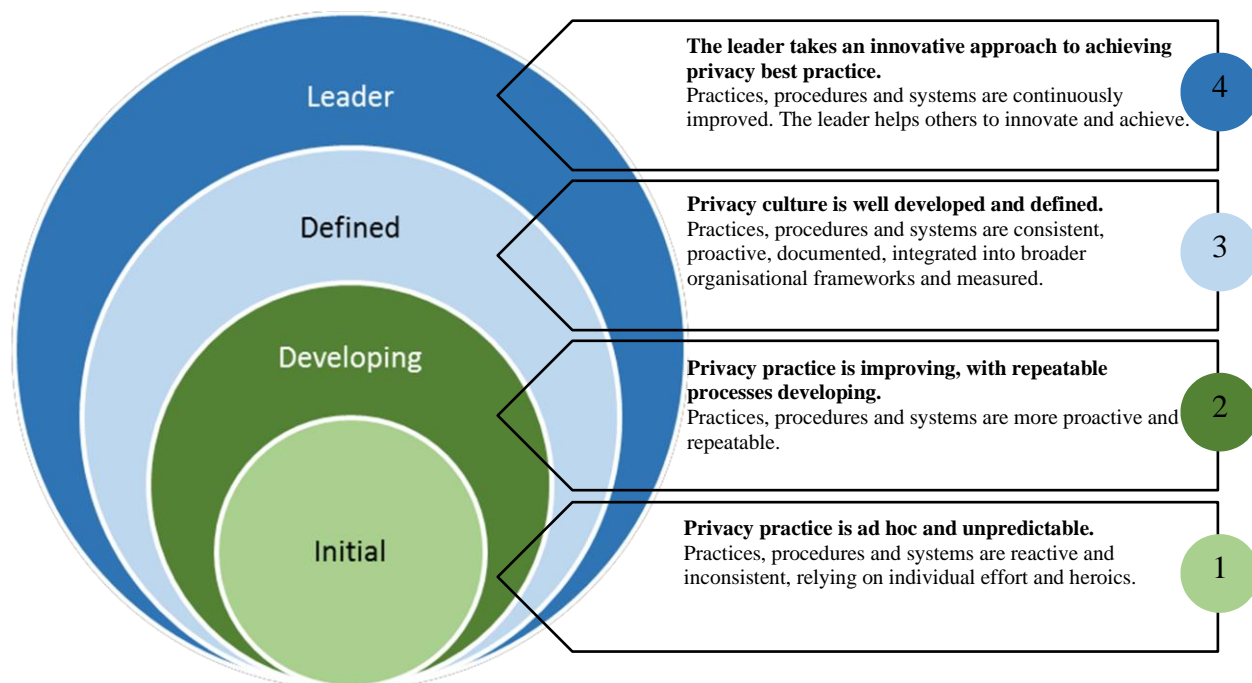 Leader
The leader takes an innovative approach to achieving
privacy best practice.
Practices, procedures and systems are continuously
improved. The leader helps others to innovate and achieve.
4
Defined
Privacy culture is well developed and defined.
Practices, procedures and systems are consistent,
proactive, documented, integrated into broader
organisational frameworks and measured.
3
Developing
Privacy practice is improving, with repeatable
processes developing.
Practices, procedures and systems are more proactive and
repeatable.
2
Initial
Privacy practice is ad hoc and unpredictable.
Practices, procedures and systems are reactive and
inconsistent, relying on individual effort and heroics.
1